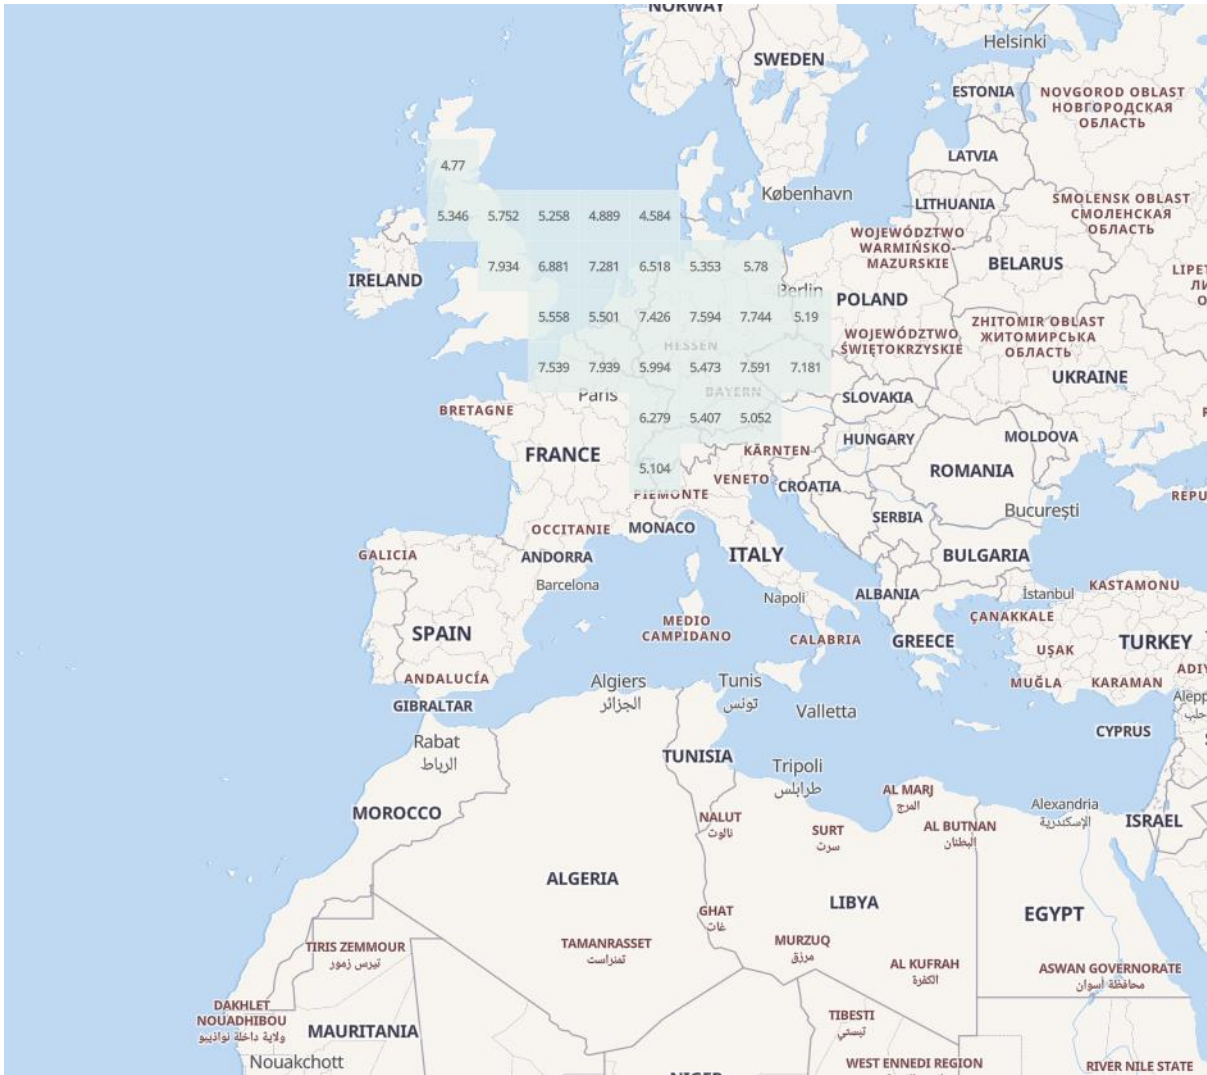 NORWAY
Helsinki
SWEDEN
ESTONIA
NOVGOROD OBLAST
НОВГОРОДСКАЯ
ОБЛАСТЬ
LATVIA
4.77
København
LITHUANIA
SMOLENSK OBLAST
СМОЛЕНСКАЯ
ОБЛАСТЬ
5.346 5.752 5.258 4.889 4.584
WOJEWÓDZTWO
WARMIŃSKO-
MAZURSKIE
BELARUS
7.934 6.881 7.281 6.518 5.353 5.78
IRELAND
Berlin
POLAND
5.558 5.501 7.426 7.594 7.744 5.19
ZHITOMIR OBLAST
ЖИТОМИРСЬКА
ОБЛАСТЬ
WOJEWÓDZTWO
ŚWIĘTOKRZYSKIE
HESSEN
7.539 7.939 5.994 5.473 7.591 7.181
UKRAINE
Paris
BAYERN
SLOVAKIA
BRETAGNE
6.279 5.407 5.052
HUNGARY
MOLDOVA
FRANCE
KÄRNTEN
5.104
VENETO
CROATIA
ROMANIA
PIEMONTE
București
SERBIA
OCCITANIE
MONACO
GALICIA
ANDORRA
ITALY
BULGARIA
Barcelona
Napoli
ALBANIA
İstanbul
KASTAMONU
ÇANAKKALE
SPAIN
MEDIO
CAMPIDANO
CALABRIA
GREECE
TURKEY
UŞAK
ANDALUCÍA
Algiers
الجزائر
Tunis
تونس
MUĞLA
KARAMAN
GIBRALTAR
Valletta
CYPRUS
Rabat
الرباط
TUNISIA
Tripoli
طرابلس
MOROCCO
AL MARJ
المرج
Alexandria
الإسكندرية
ISRAEL
NALUT
نالوت
SURT
سرت
AL BUTNAN
البطنان
ALGERIA
LIBYA
EGYPT
GHAT
غات
TIRIS ZEMMOUR
تيرس زمور
TAMANRASSET
تمنراست
MURZUQ
مرزق
AL KUFRAH
الكفرة
ASWAN GOVERNORATE
محافظة أسوان
DAKHLET
NOUADHIBOU
ولاية داخلة نواذيبو
MAURITANIA
TIBESTI
تيبستي
Nouakchott
WEST ENNEDI REGION
RIVER NILE STATE